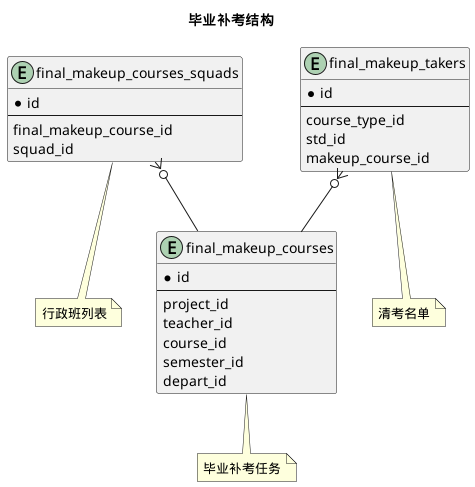 毕业补考结构
E final_makeup_courses_squads
id
final_makeup_course_id
squad_id
E final_makeup_takers
id
course_type_id
std_id
makeup_course_id
E final_makeup_courses
id
project_id
teacher_id
course_id
semester_id
depart_id
行政班列表
清考名单
毕业补考任务